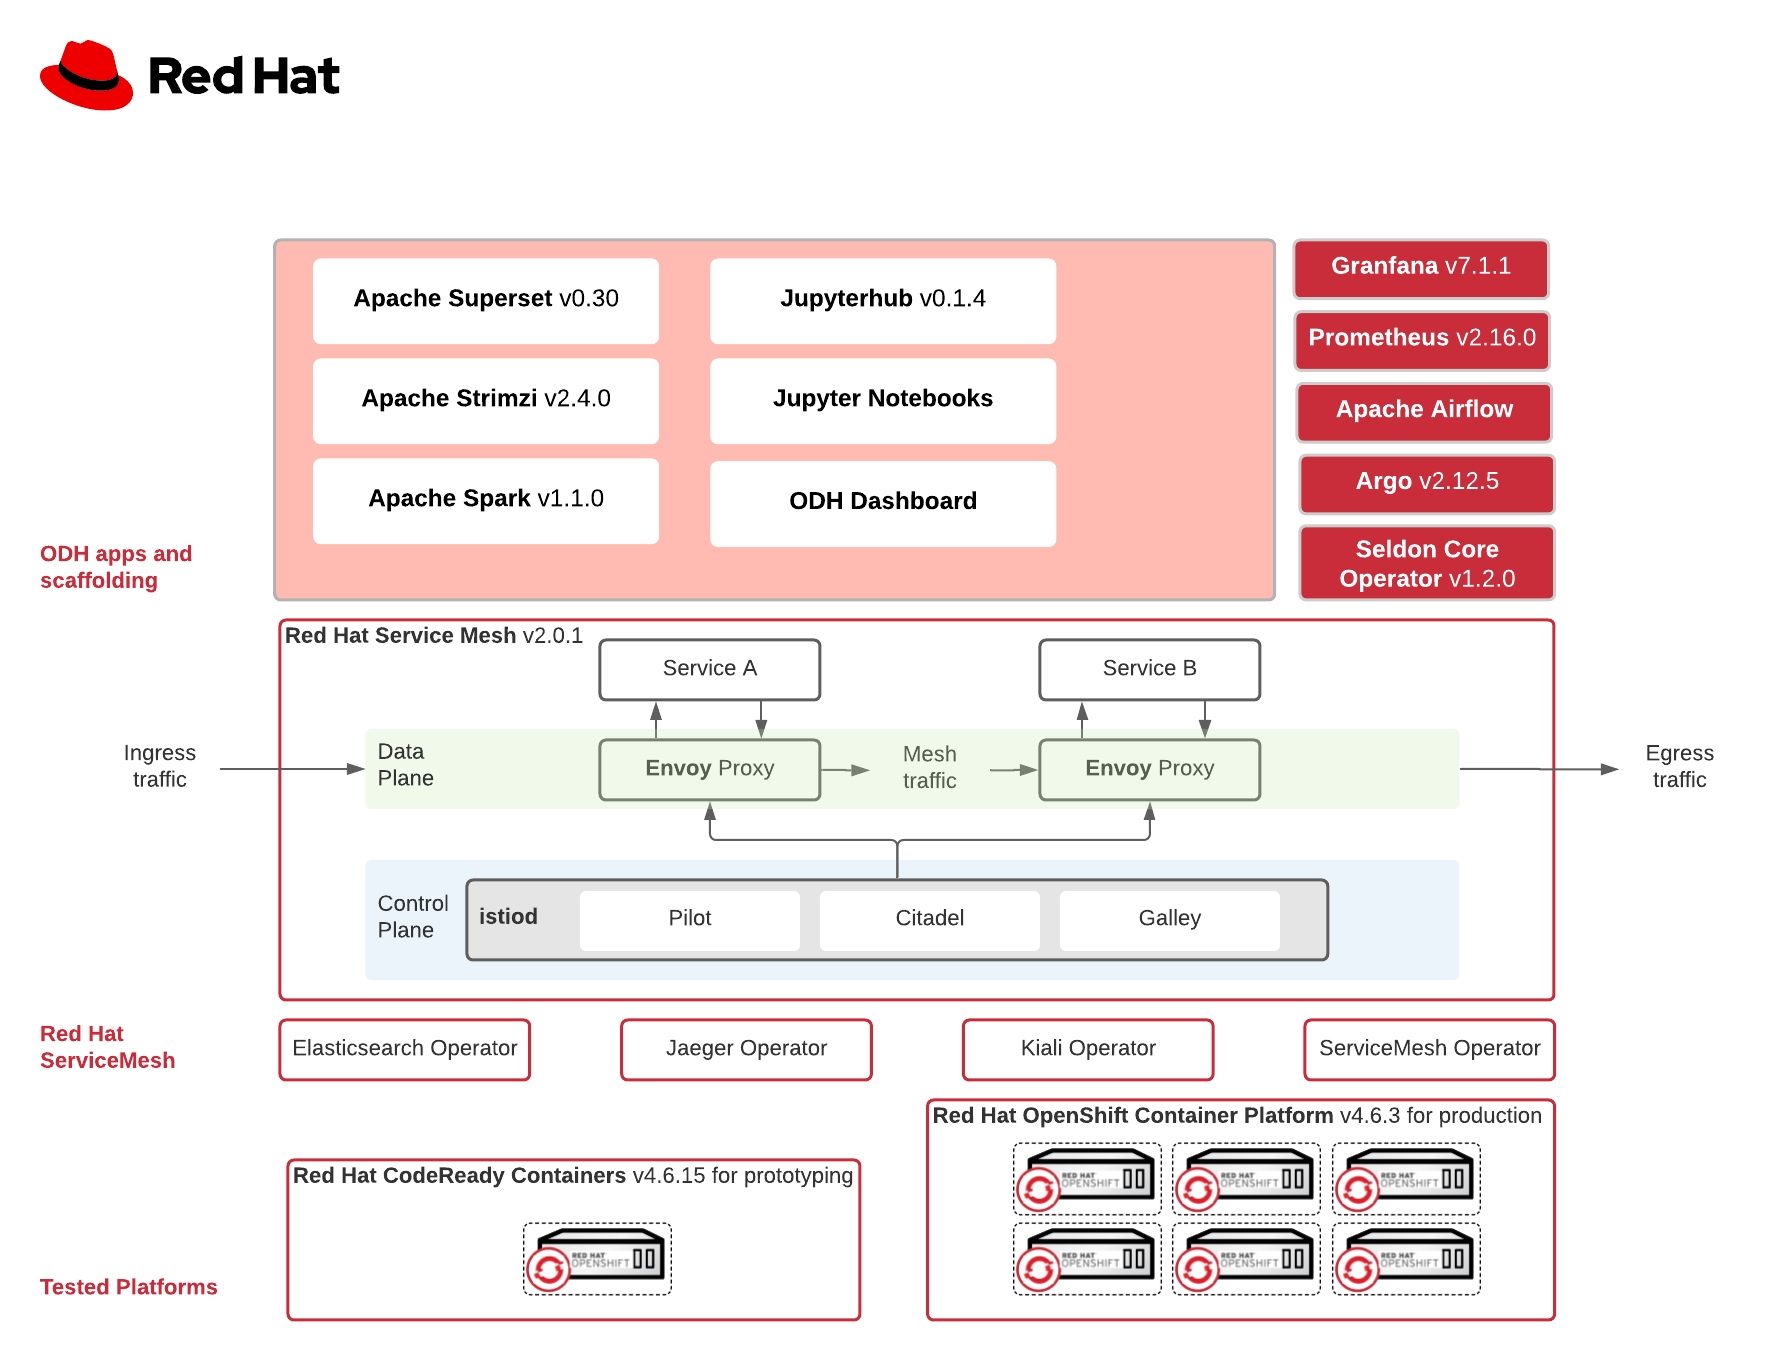 Red Hat
Apache Superset v0.30
Jupyterhub v0.1.4
Granfana v7.1.1
Prometheus v2.16.0
Apache Strimzi v2.4.0
Jupyter Notebooks
Apache Airflow
Argo v2.12.5
Apache Spark v1.1.0
ODH Dashboard
ODH apps and
scaffolding
Seldon Core
Operator v1.2.0
Red Hat Service Mesh v2.0.1
Service A
Service B
Ingress
traffic
Data
Plane
Envoy Proxy
Mesh
traffic
Envoy Proxy
Egress
traffic
Control
Plane
istiod
Pilot
Citadel
Galley
Red Hat
ServiceMesh
Elasticsearch Operator
Jaeger Operator
Kiali Operator
ServiceMesh Operator
Red Hat OpenShift Container Platform v4.6.3 for production
RED HAT
OPENSHIFT
RED HAT
OPENSHIFT
RED HAT
OPENSHIFT
RED HAT
OPENSHIFT
RED HAT
OPENSHIFT
RED HAT
OPENSHIFT
Red Hat CodeReady Containers v4.6.15 for prototyping
RED HAT
OPENSHIFT
Tested Platforms